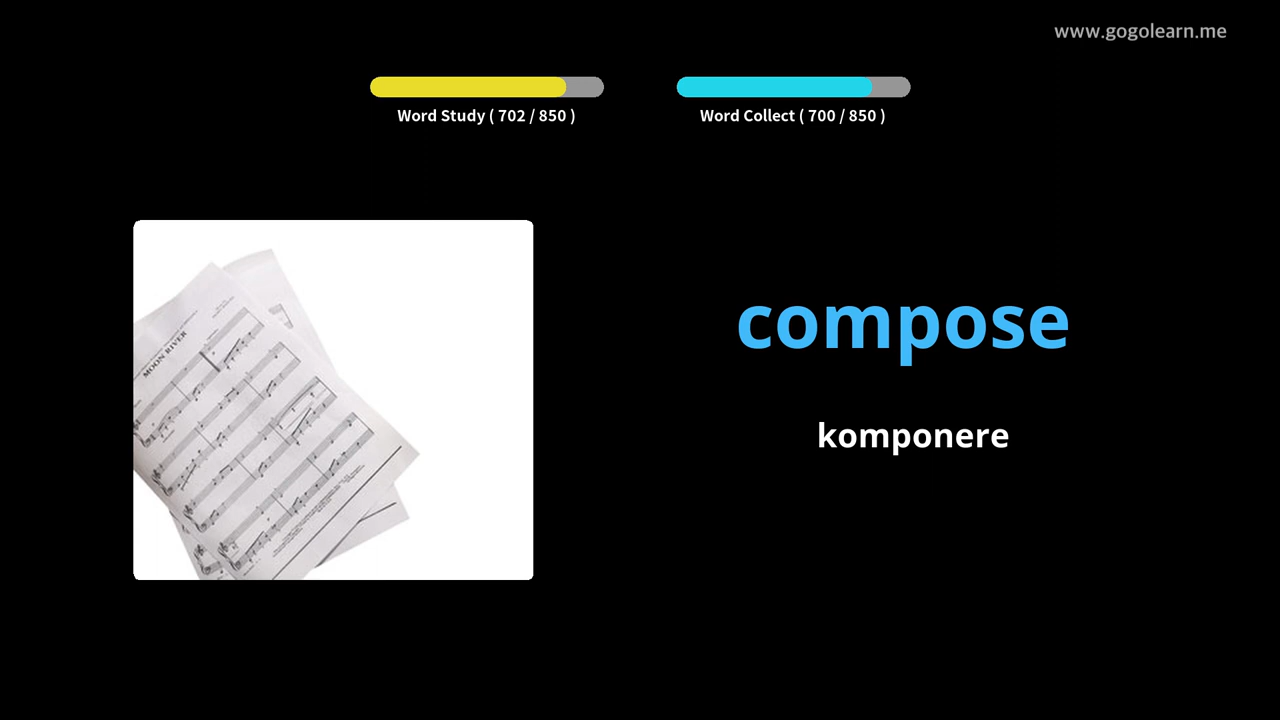 www.gogolearn.me
Word Study ( 702 / 850 )
Word Collect ( 700 / 850 )
MOON RIVER
compose
komponere